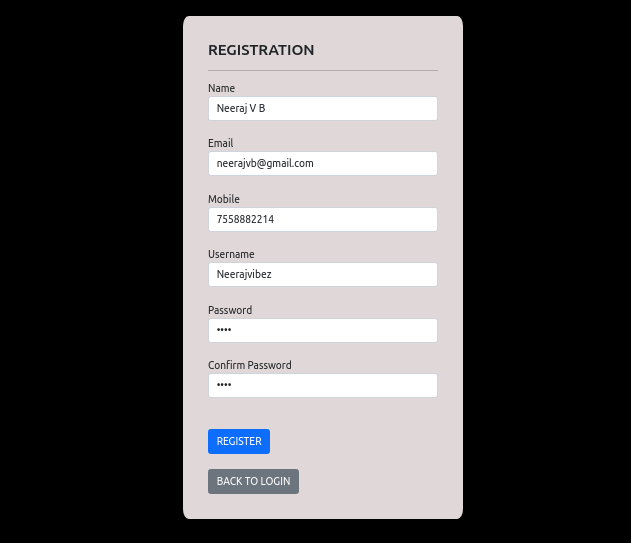 REGISTRATION
Name
Neeraj V B
Email
neerajvb@gmail.com
Mobile
7558882214
Username
Neerajvibez
Password
••••
Confirm Password
••••
REGISTER
BACK TO LOGIN